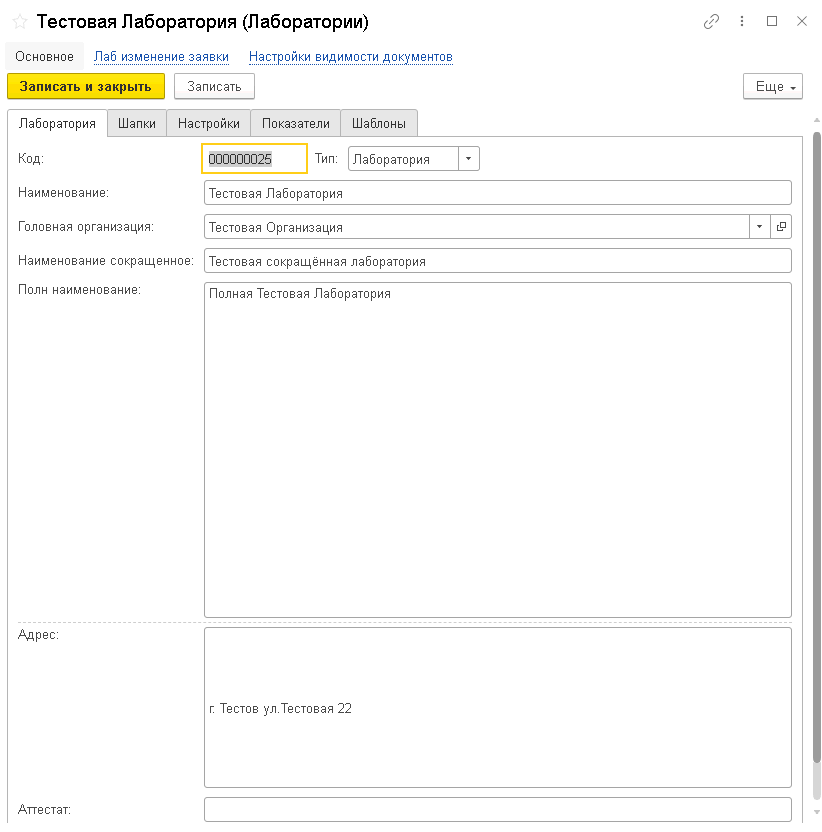 Тестовая Лаборатория (Лаборатории)
Основное Лаб изменение заявки Настройки видимости документов
Записать и закрыть Записать Еще
Лаборатория Шапки Настройки Показатели Шаблоны
Код: 000000025 Тип: Лаборатория
Наименование: Тестовая Лаборатория
Головная организация: Тестовая Организация
Наименование сокращенное: Тестовая сокращённая лаборатория
Полн наименование: Полная Тестовая Лаборатория
Адрес:
г. Тестов ул.Тестовая 22
Аттестат: